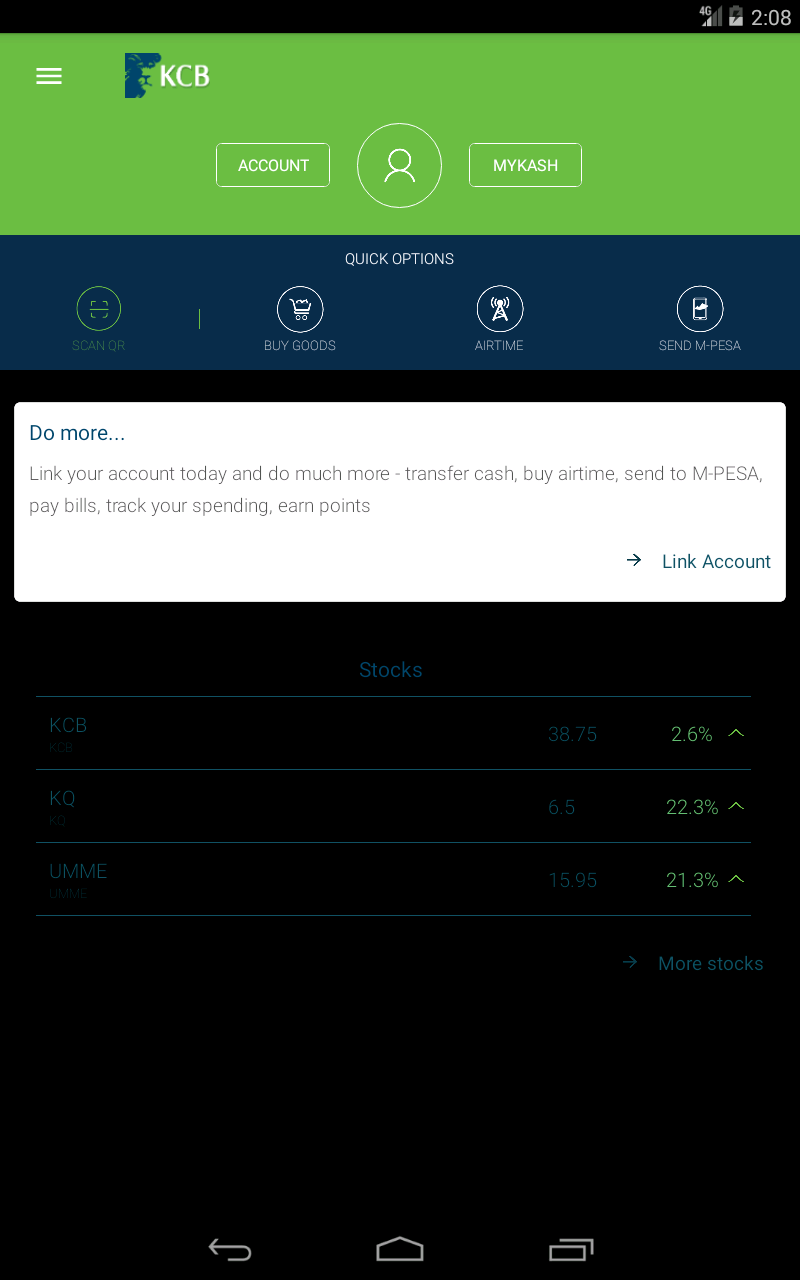 4G 2:08
KCB
ACCOUNT
MYKASH
QUICK OPTIONS
SCAN QR
BUY GOODS
AIRTIME
SEND M-PESA
Do more...
Link your account today and do much more - transfer cash, buy airtime, send to M-PESA,
pay bills, track your spending, earn points
Link Account
Stocks
KCB 38.75 2.6%
KCB
KQ 6.5 22.3%
KQ
UMME 15.95 21.3%
UMME
More stocks